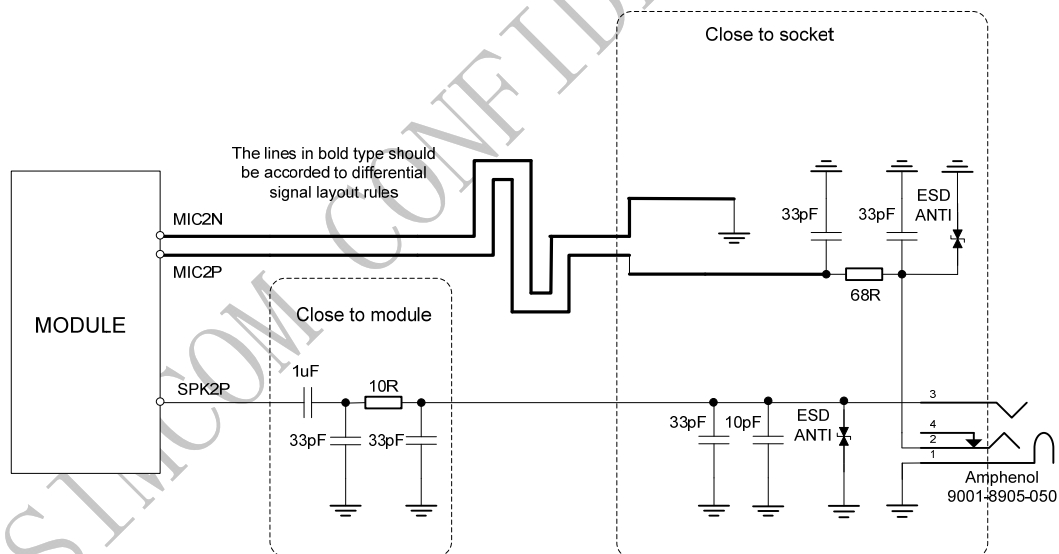 SIMCOM CONFIDE
Close to socket
The lines in bold type should
be accorded to differential
signal layout rules
MIC2N
MIC2P
MODULE
33pF
33pF
ESD
ANTI
68R
Close to module
SPK2P
1uF
10R
33pF
33pF
33pF
10pF
ESD
ANTI
3
4
2
1
Amphenol
9001-8905-050